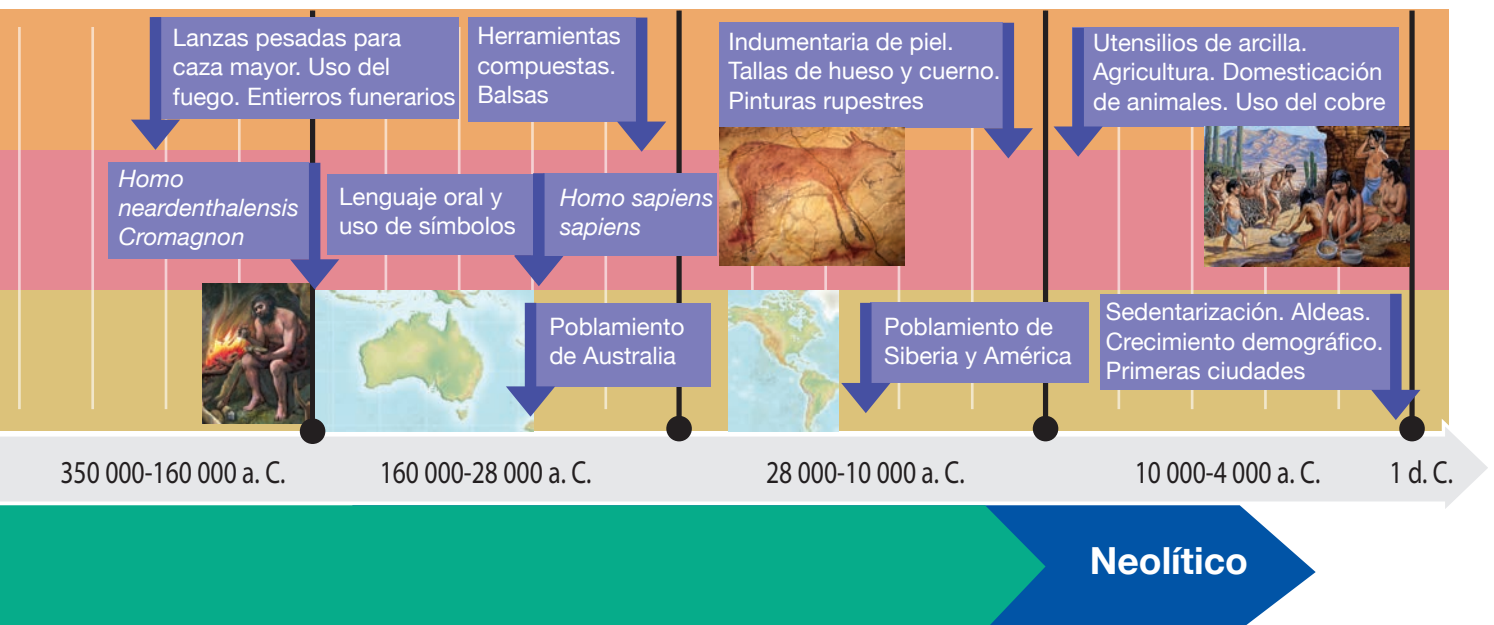 Lanzas pesadas para
caza mayor. Uso del
fuego. Entierros funerarios
Herramientas
compuestas.
Balsas
Indumentaria de piel.
Tallas de hueso y cuerno.
Pinturas rupestres
Utensilios de arcilla.
Agricultura. Domesticación
de animales. Uso del cobre
Homo
neardenthalensis
Cromagnon
Lenguaje oral y
uso de símbolos
Homo sapiens
sapiens
Poblamiento
de Australia
Poblamiento de
Siberia y América
Sedentarización. Aldeas.
Crecimiento demográfico.
Primeras ciudades
350 000-160 000 a. C.
160 000-28 000 a. C.
28 000-10 000 a. C.
10 000-4 000 a. C.
1 d. C.
Neolítico